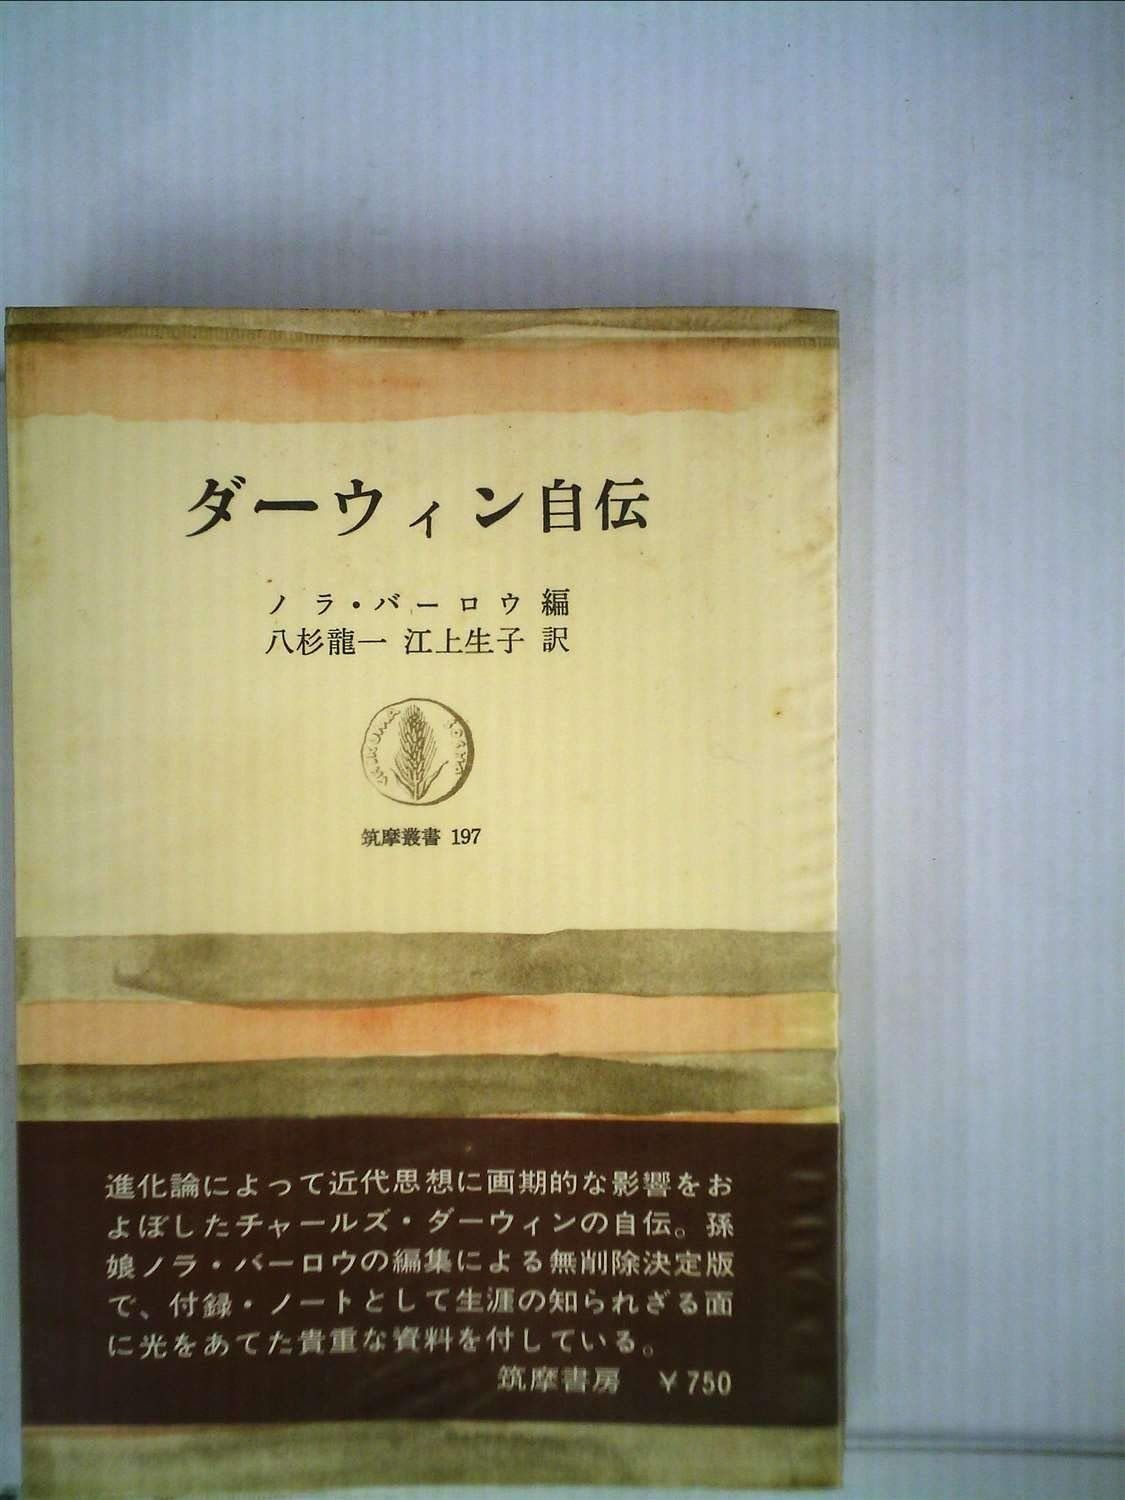 ダーウィン自伝
ノラ・バーロウ 編
八杉龍一 江上生子 訳
筑摩叢書 197
進化論によって近代思想に画期的な影響をお
よぼしたチャールズ・ダーウィンの自伝。孫
娘ノラ・バーロウの編集による無削除決定版
で、付録・ノートとして生涯の知られざる面
に光をあてた貴重な資料を付している。
筑摩書房 ￥750